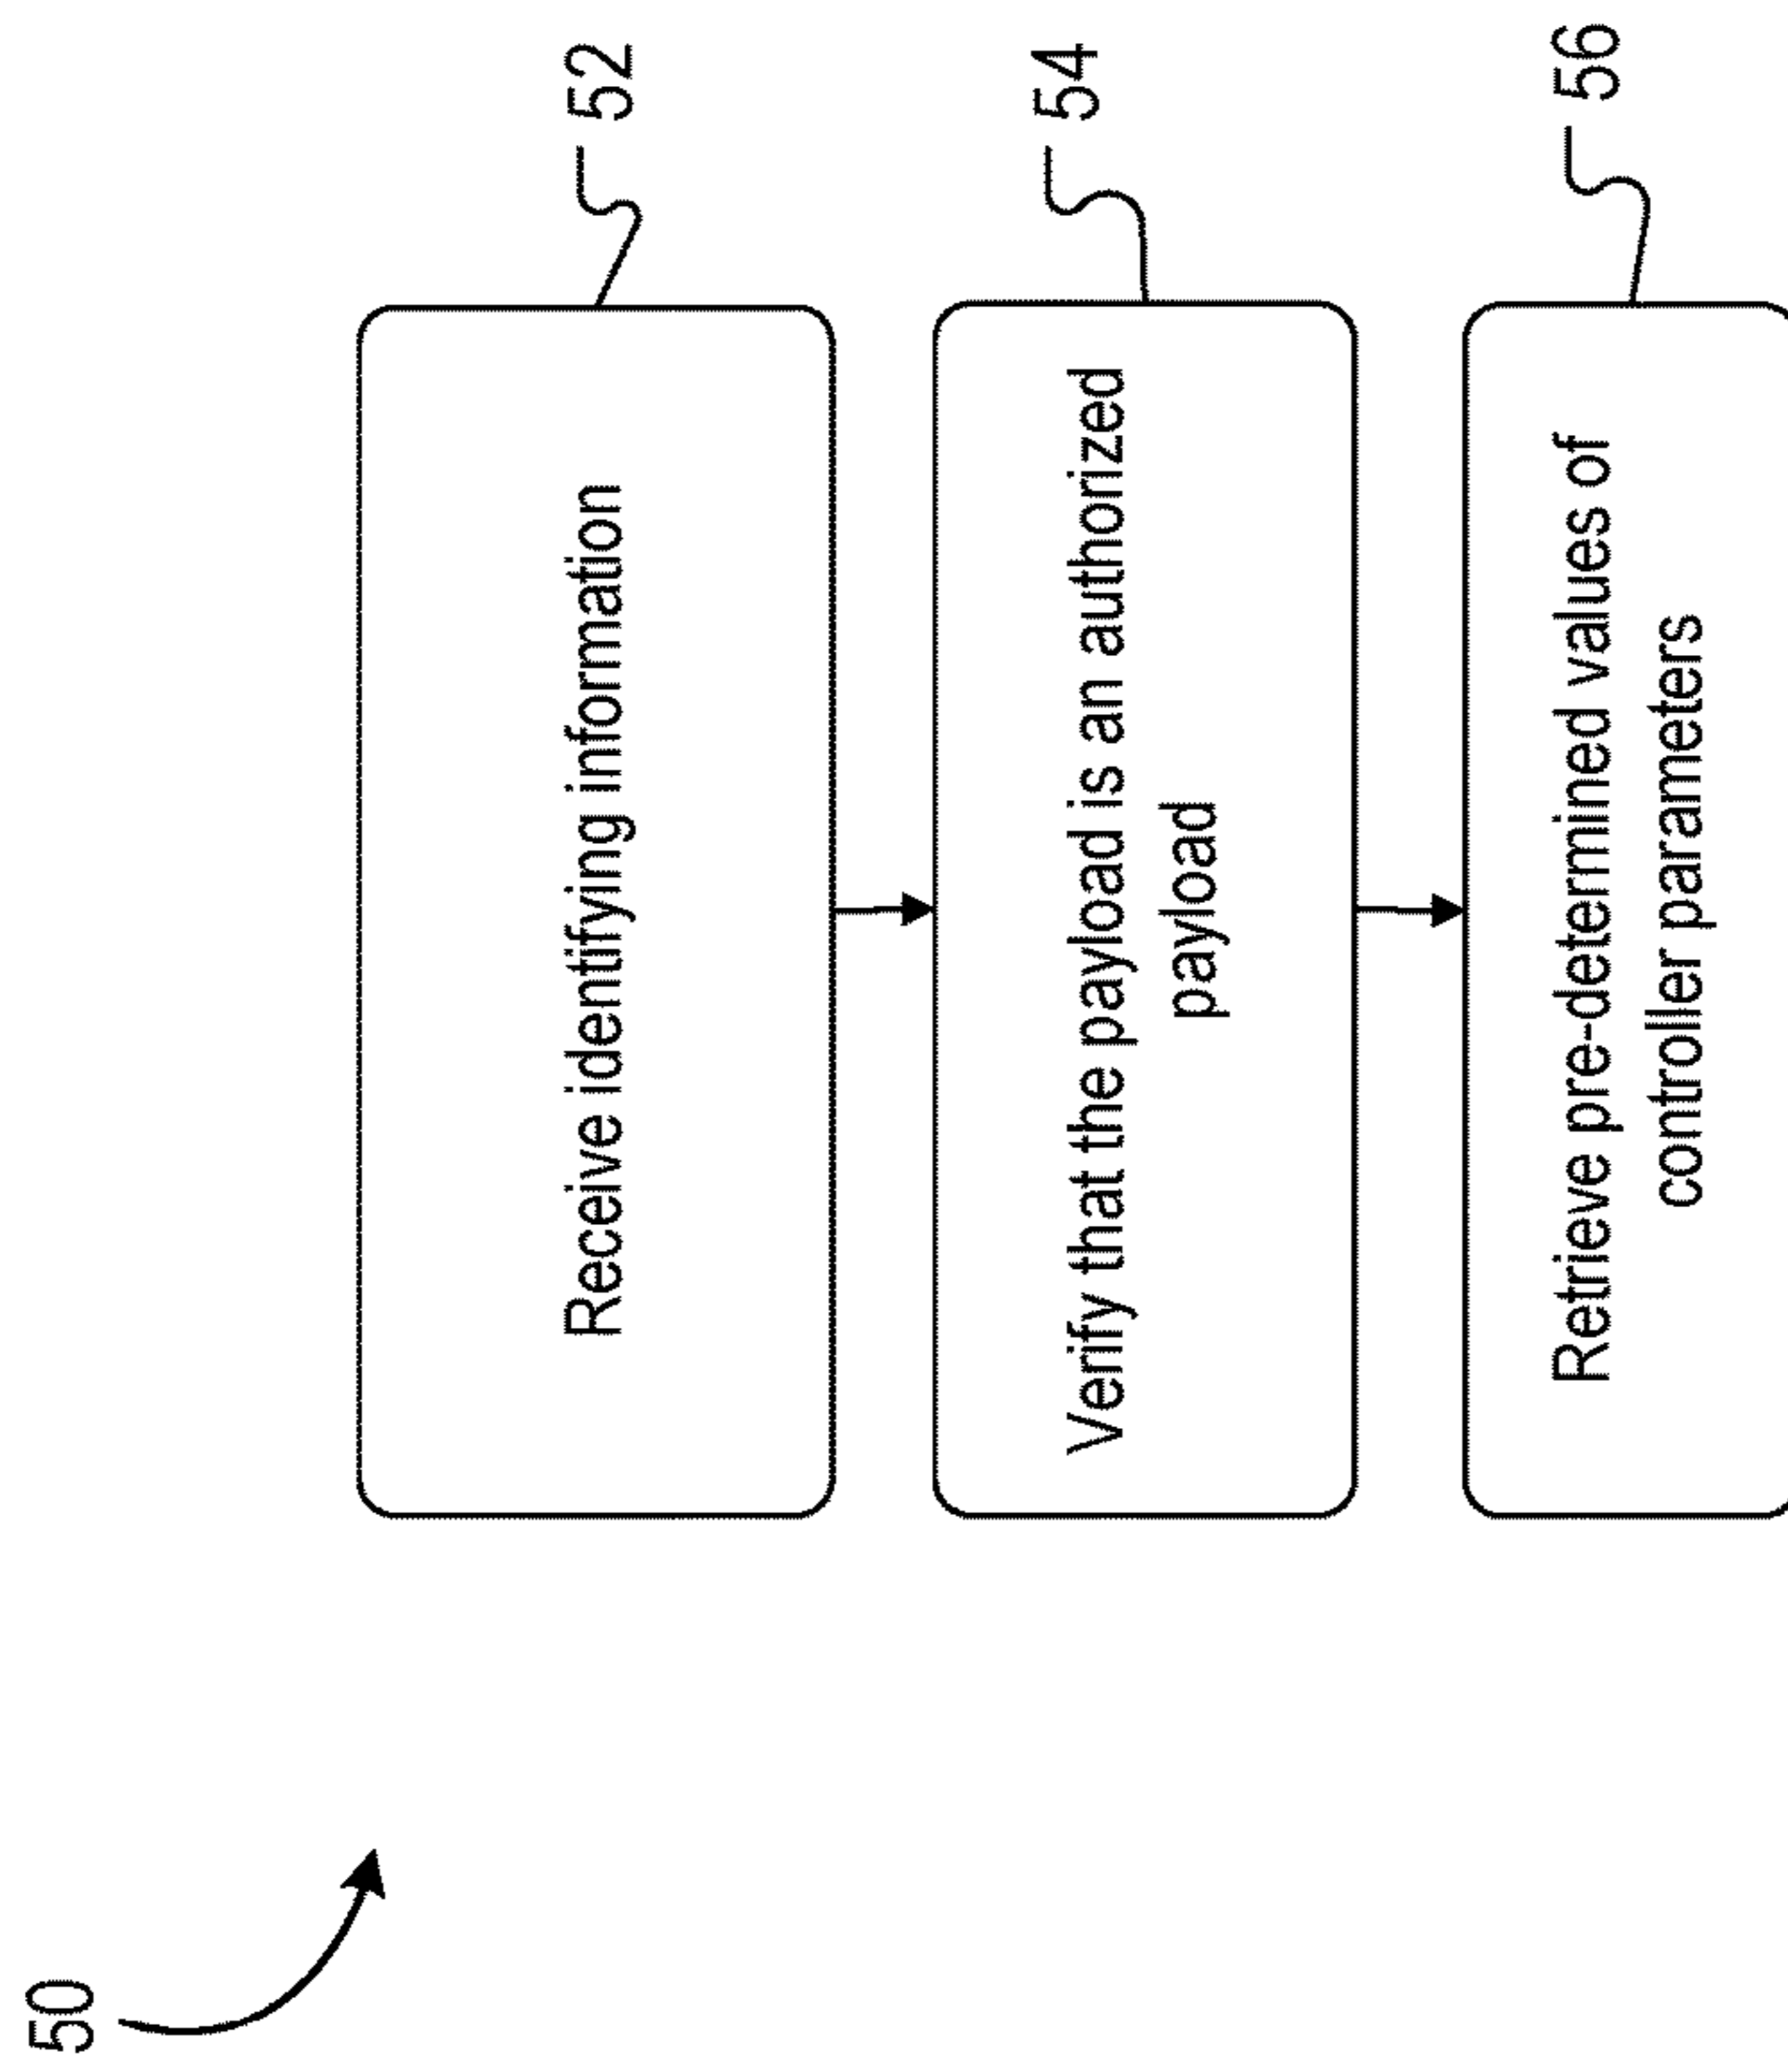 50
Receive identifying information
52
Verify that the payload is an authorized
payload
54
Retrieve pre-determined values of
controller parameters
56